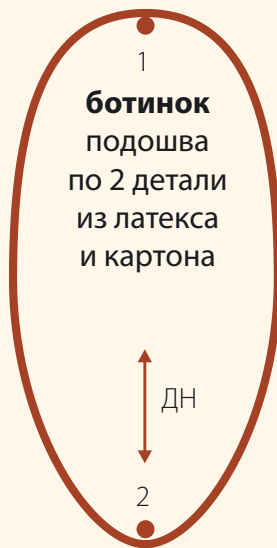 1
ботинок
подошва
по 2 детали
из латекса
и картона
ДН
2